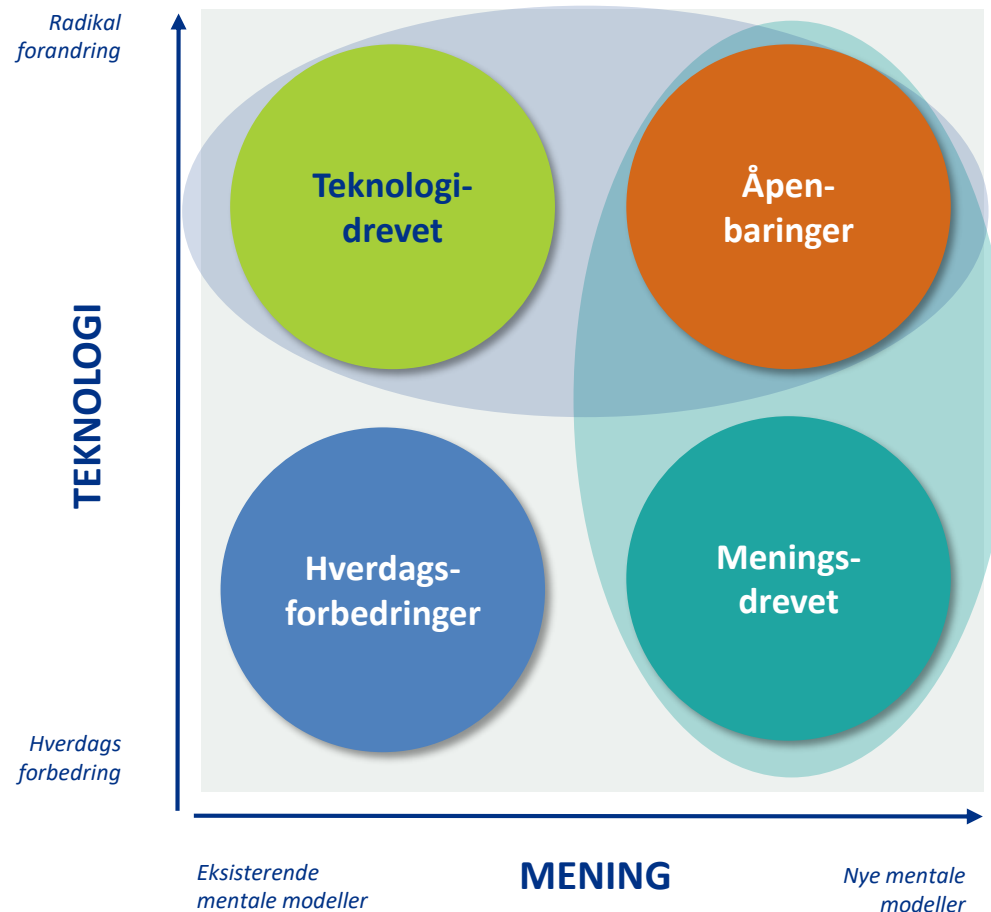 Radikal
forandring
Teknologi-
drevet
Åpen-
baringer
TEKNOLOGI
Hverdags-
forbedringer
Menings-
drevet
Hverdags
forbedring
Eksisterende
mentale modeller
MENING
Nye mentale
modeller